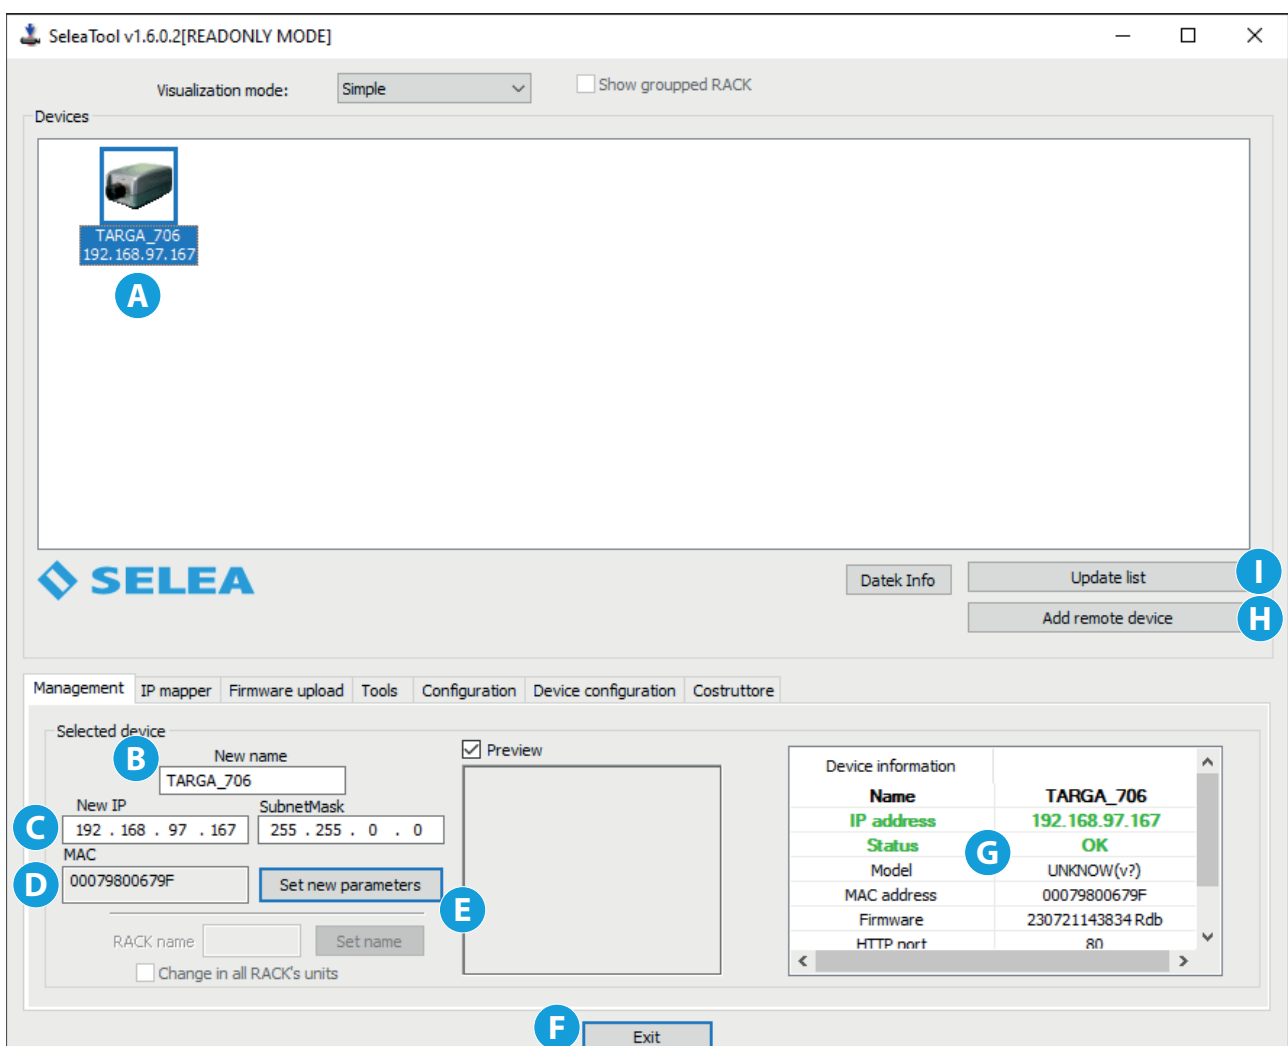 SeleaTool v1.6.0.2[READONLY MODE]
Visualization mode: Simple Show groupped RACK
Devices
TARGA_706
192.168.97.167
A
SELEA
Datek Info Update list I
Add remote device H
Management IP mapper Firmware upload Tools Configuration Device configuration Costruttore
Selected device
B New name
TARGA_706
New IP SubnetMask
C 192 . 168 . 97 . 167 255 . 255 . 0 . 0
MAC
D 00079800679F Set new parameters
E
RACK name Set name
Change in all RACK's units
Preview
Device information
Name TARGA_706
IP address 192.168.97.167
Status OK
G
Model UNKNOW(v?)
MAC address 00079800679F
Firmware 230721143834 Rdb
HTTP port 80
F Exit